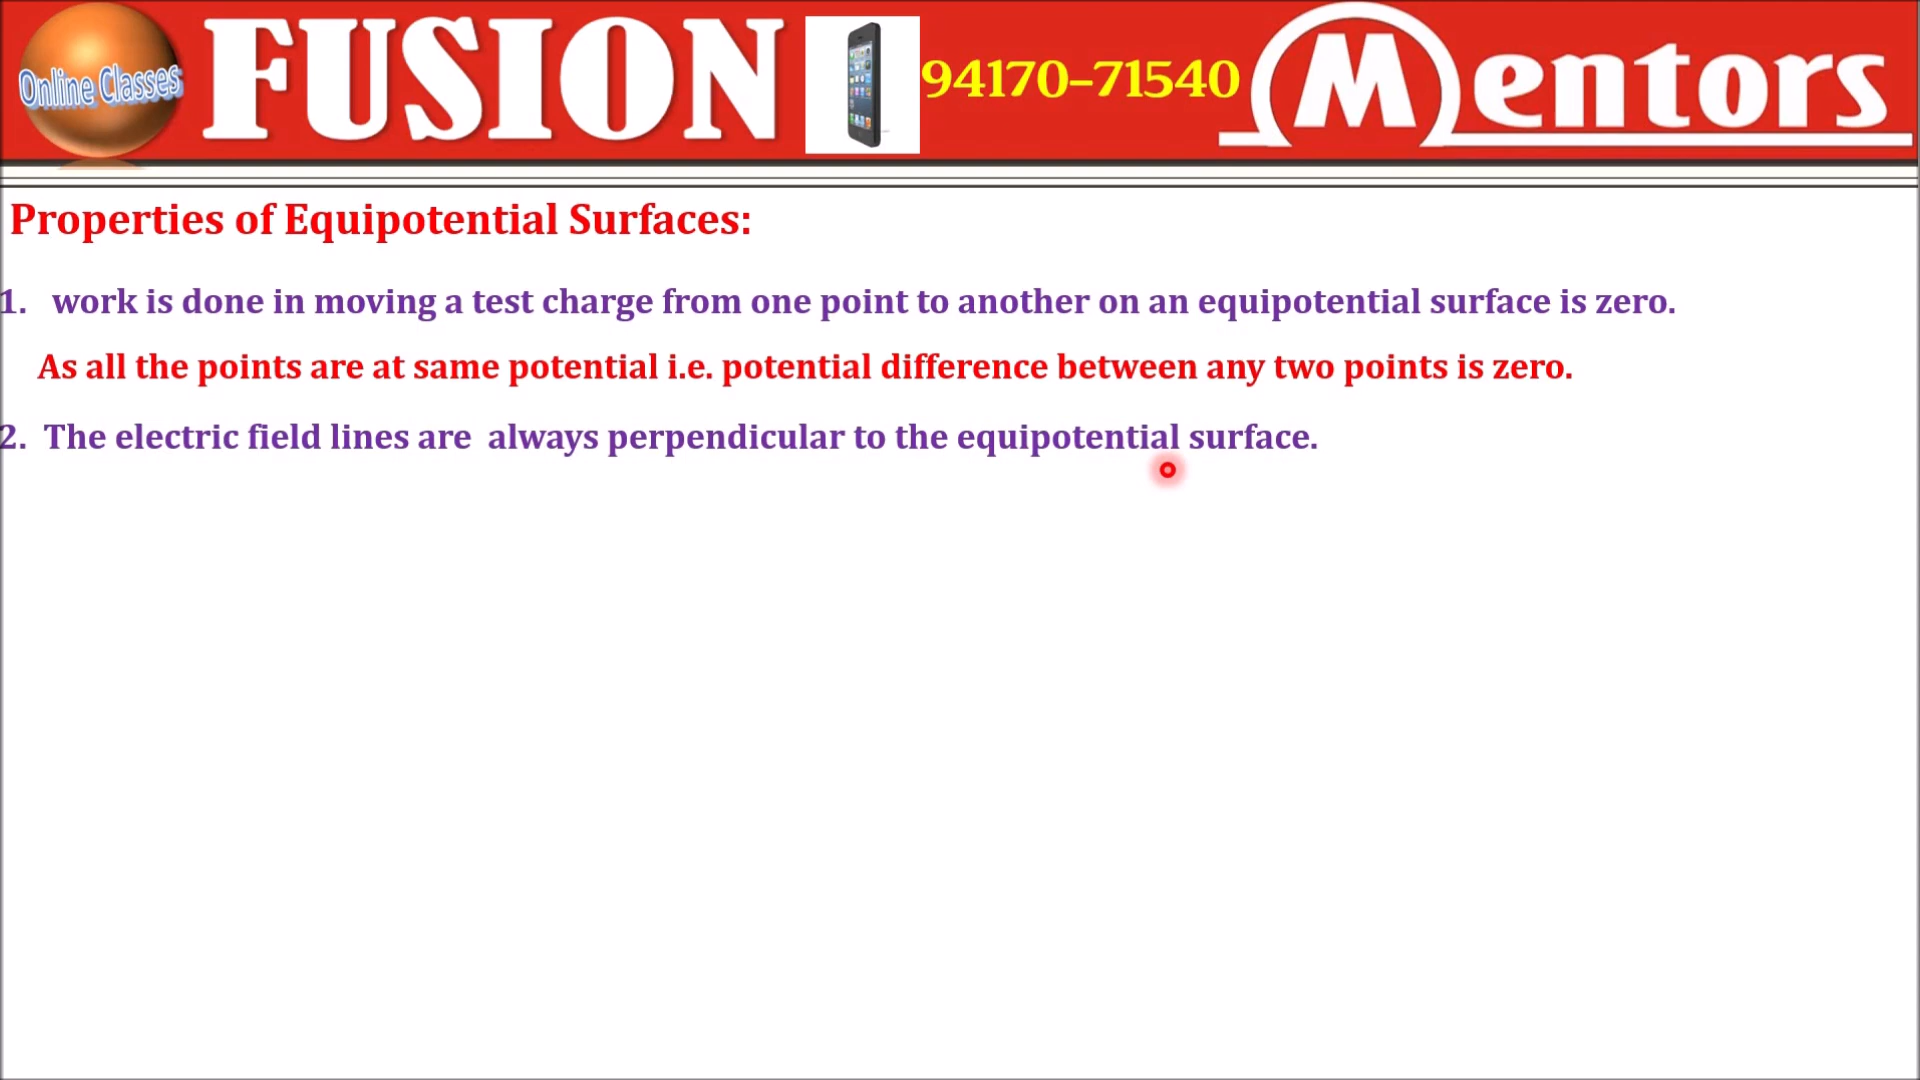 Online Classes FUSION 94170-71540 Mentors
Properties of Equipotential Surfaces:
1. work is done in moving a test charge from one point to another on an equipotential surface is zero.
As all the points are at same potential i.e. potential difference between any two points is zero.
2. The electric field lines are always perpendicular to the equipotential surface.